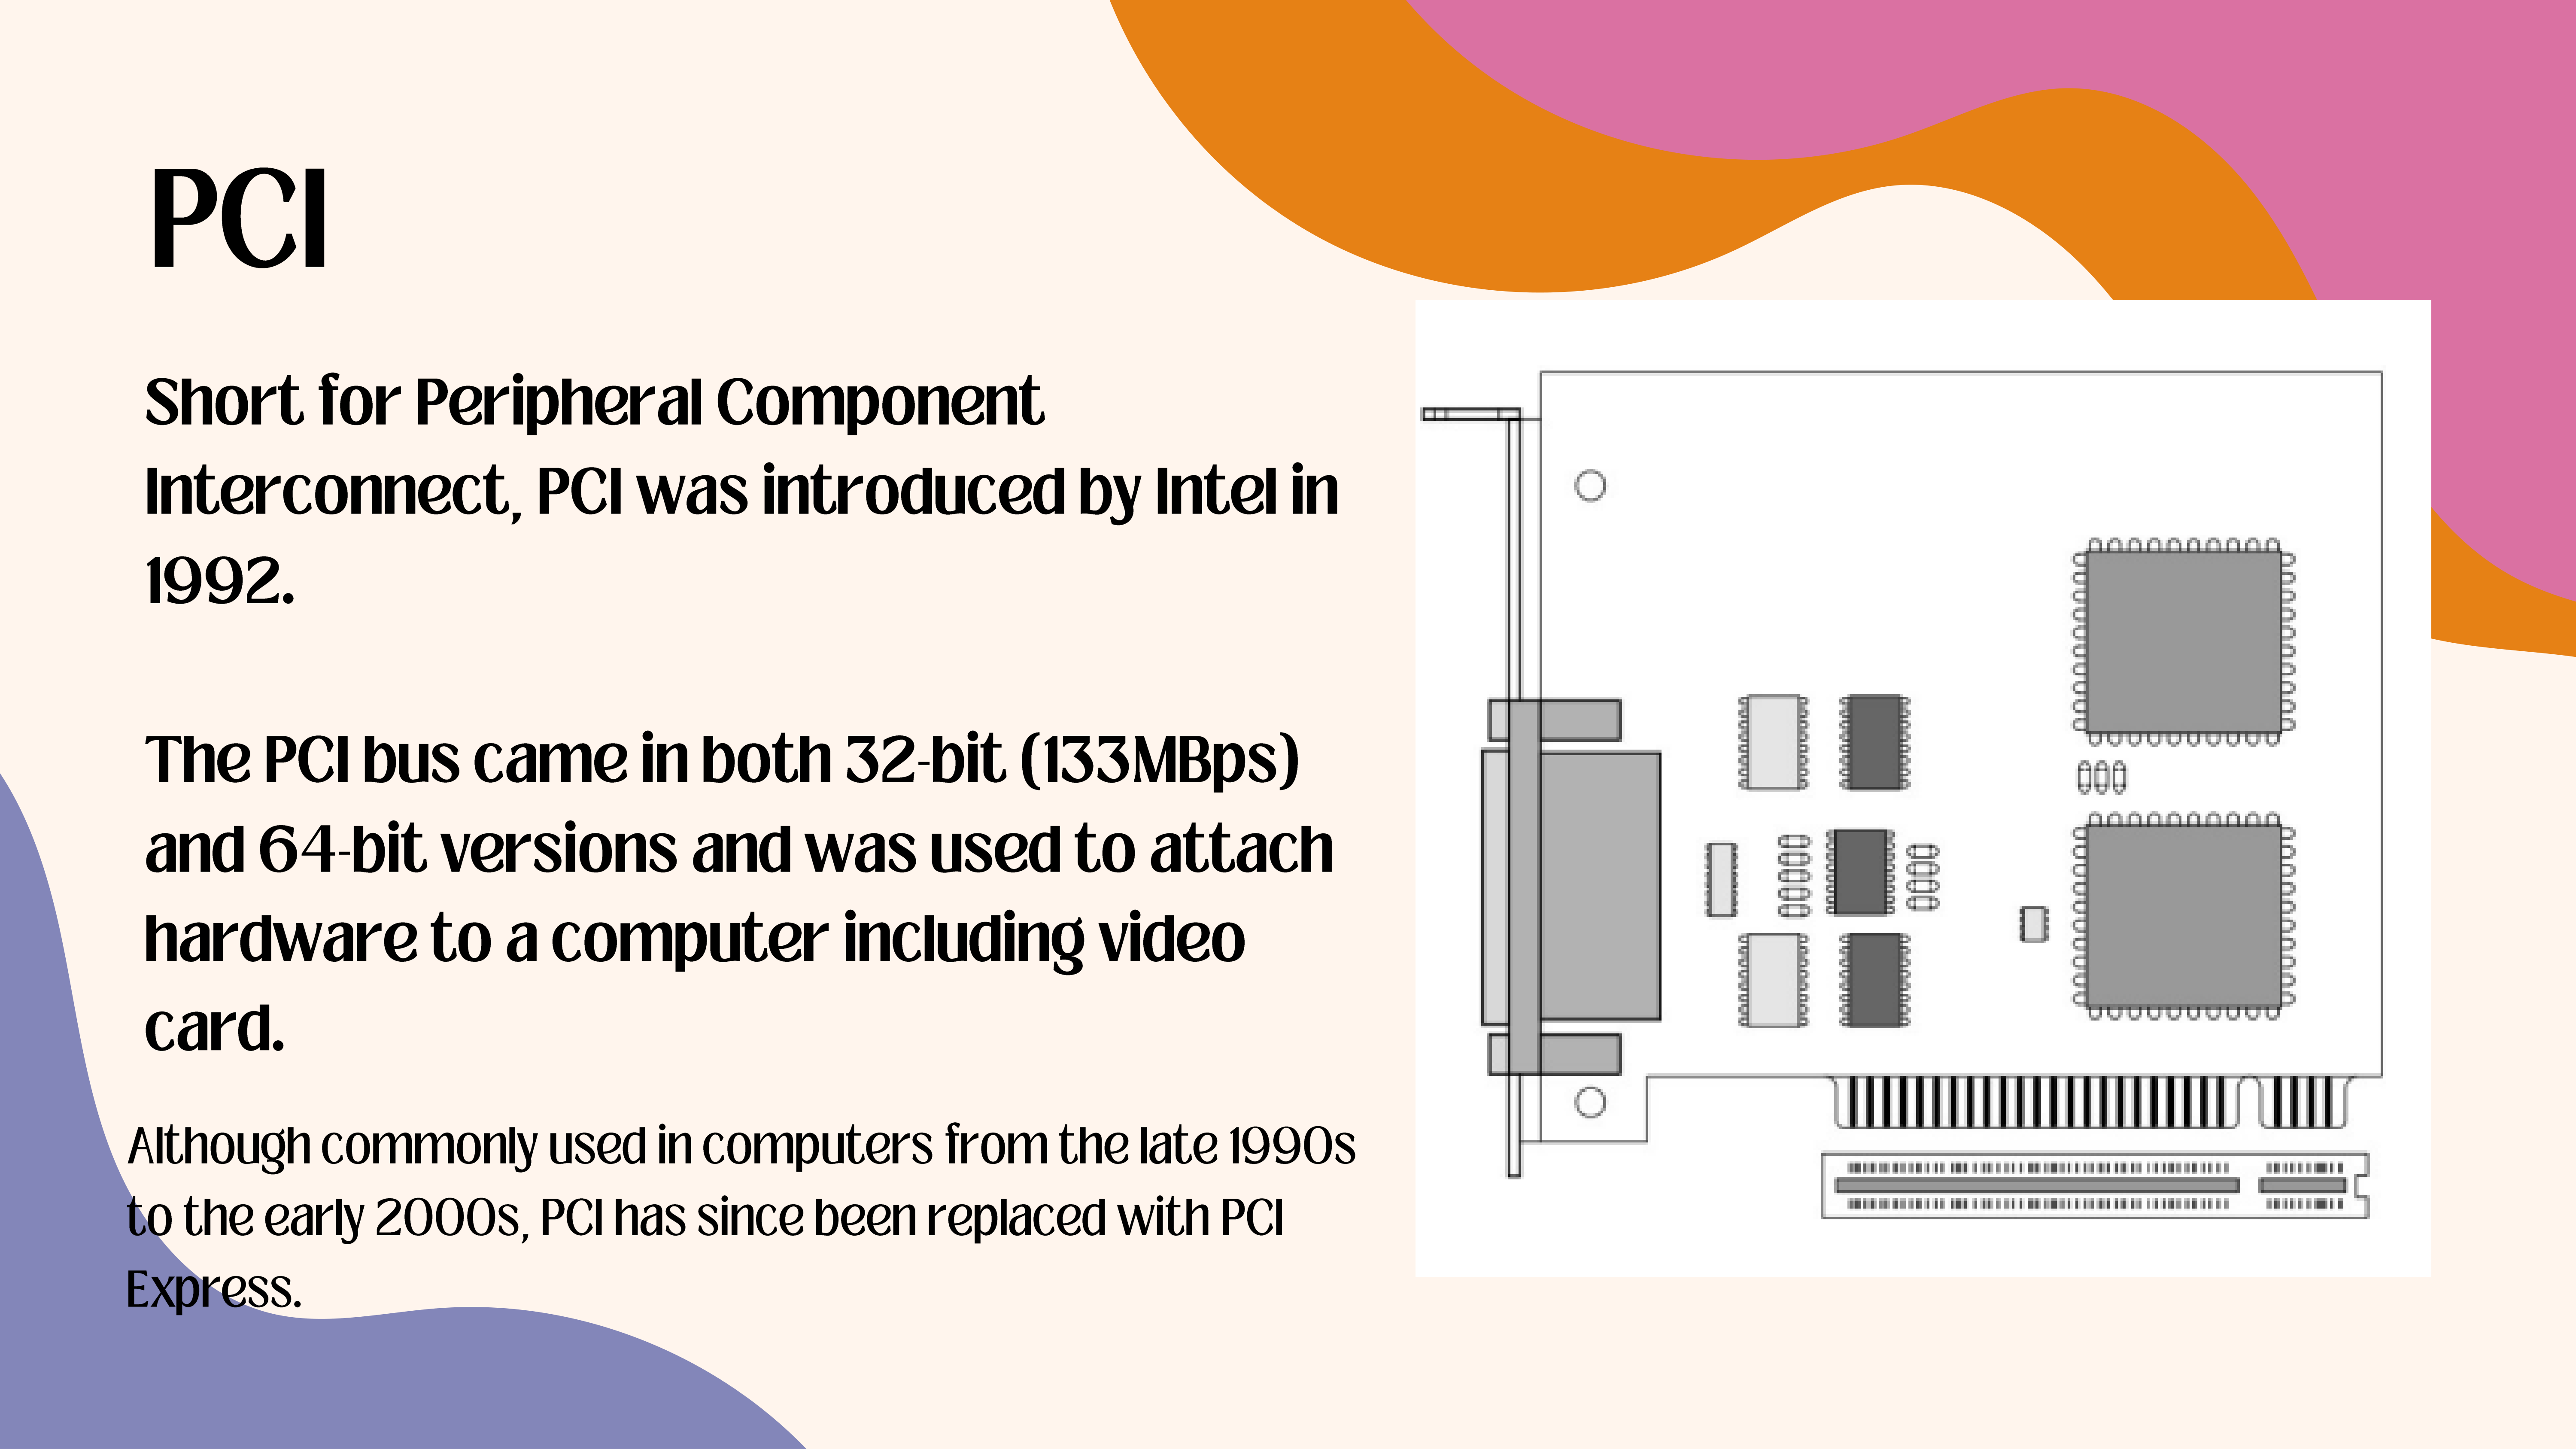 PCI
Short for Peripheral Component
Interconnect, PCI was introduced by Intel in
1992.
The PCI bus came in both 32-bit (133MBps)
and 64-bit versions and was used to attach
hardware to a computer including video
card.
Although commonly used in computers from the late 1990s
to the early 2000s, PCI has since been replaced with PCI
Express.